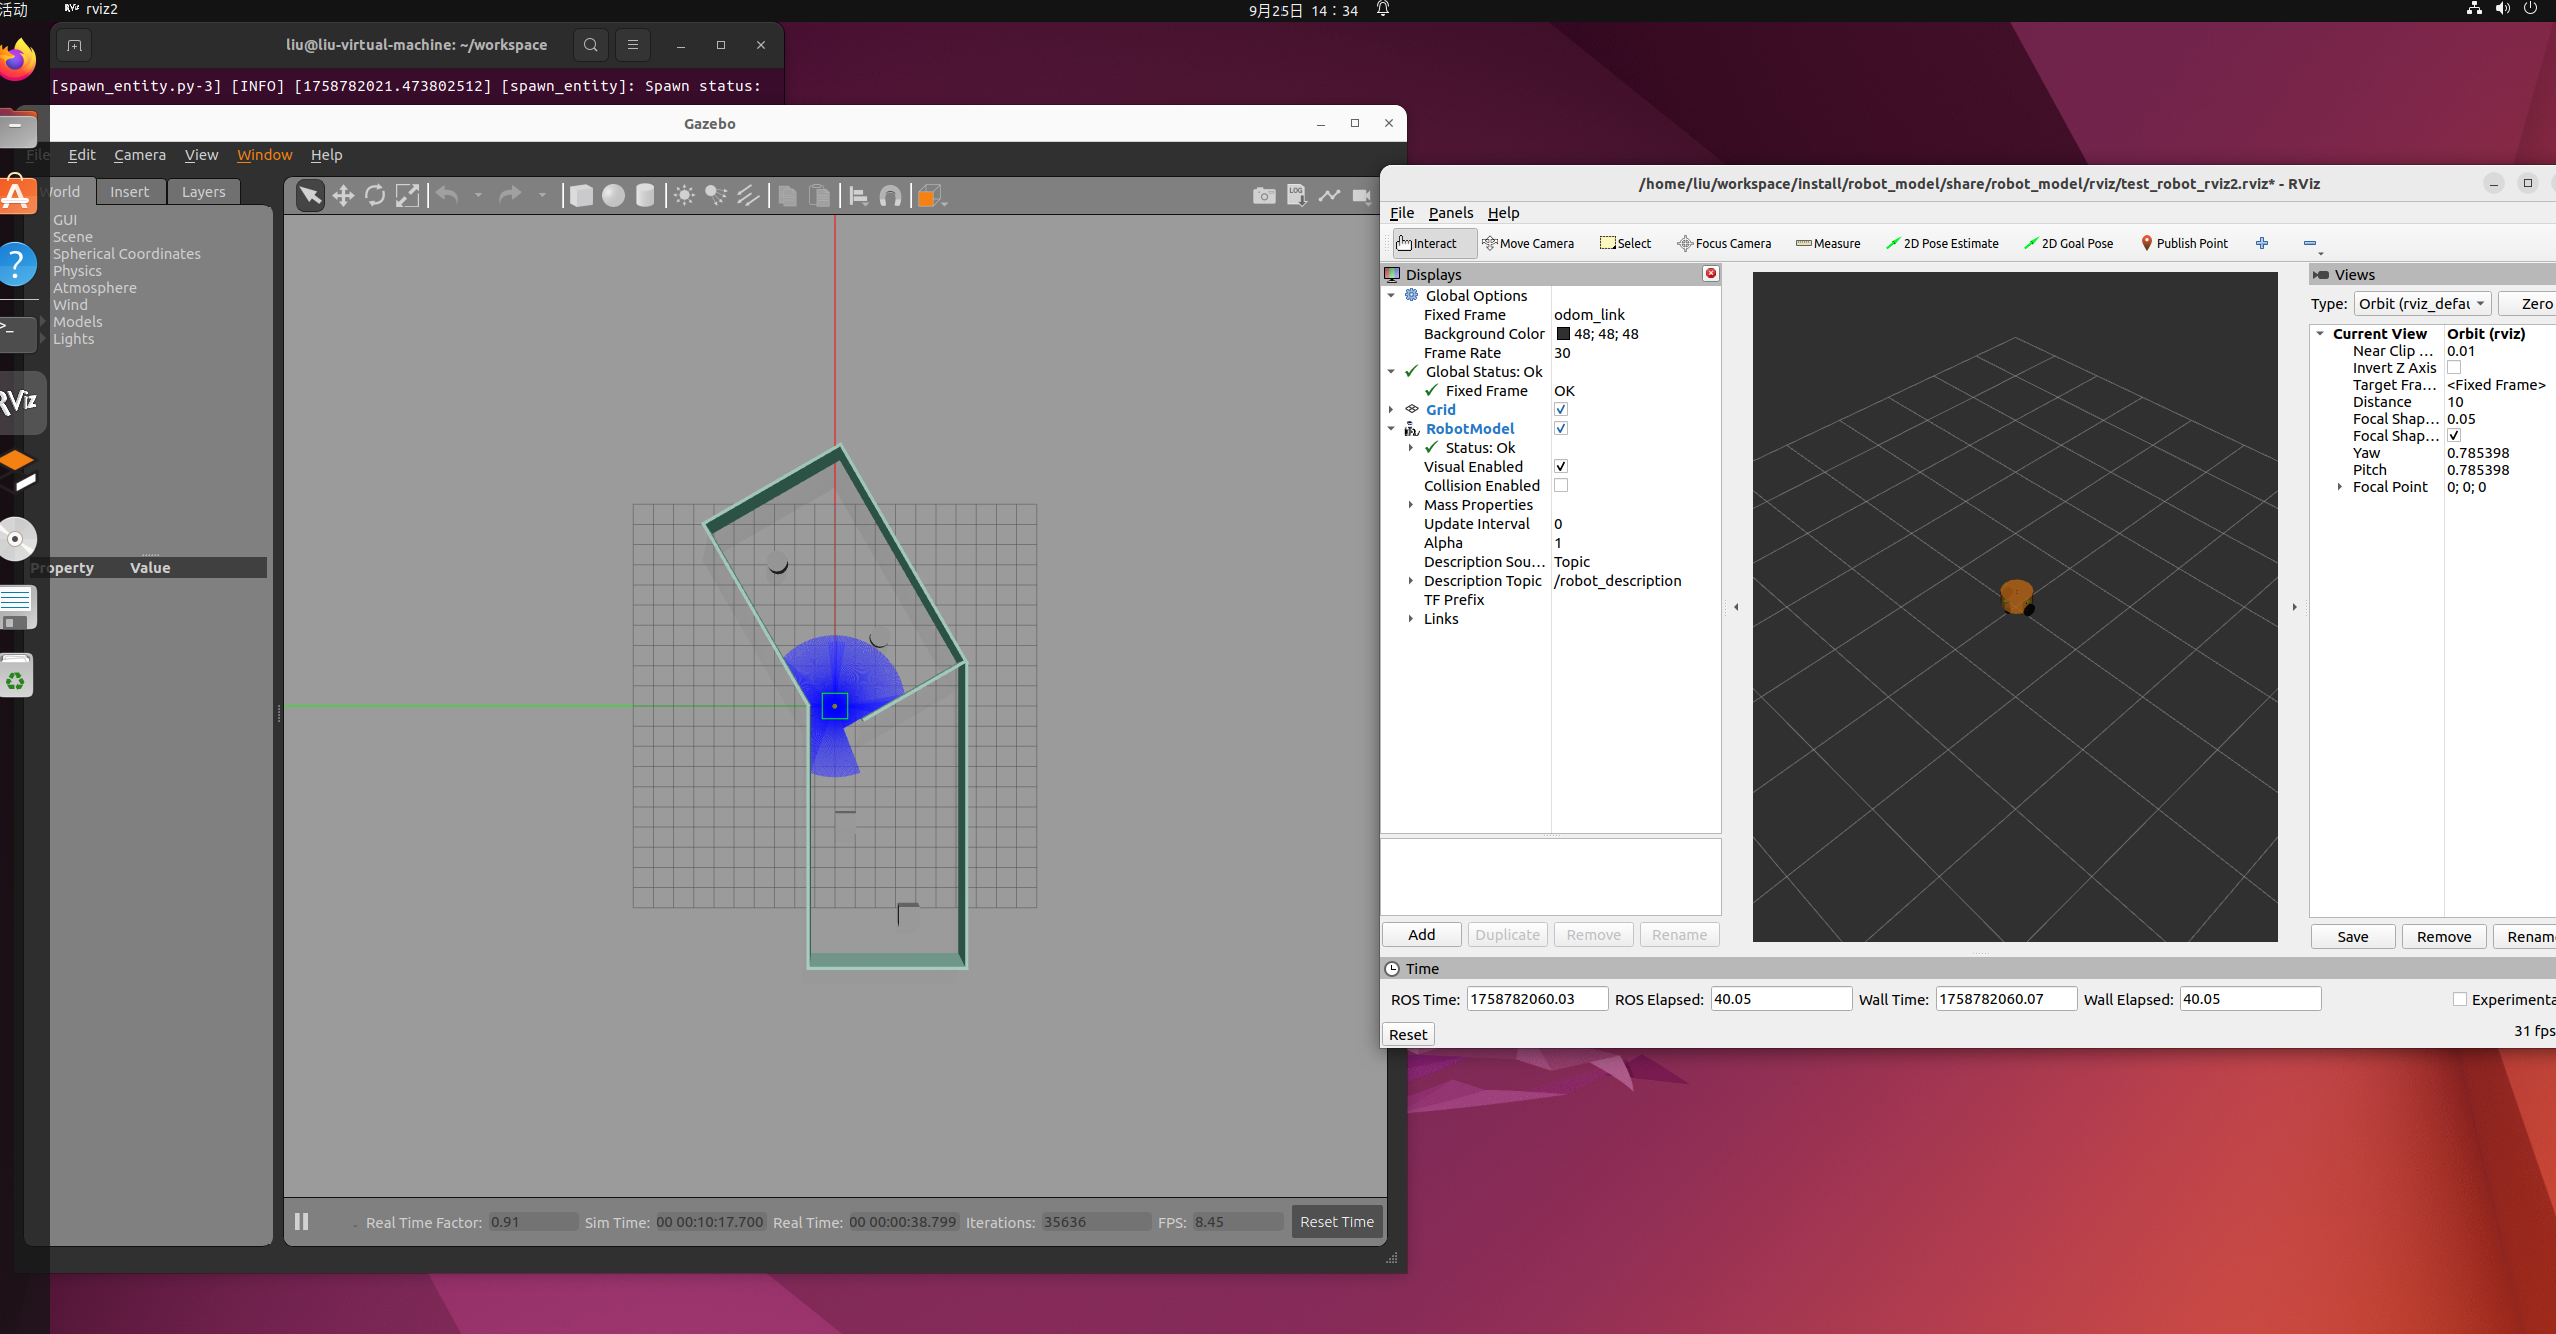 活动
rviz2
9月25日 14：34
liu@liu-virtual-machine: ~/workspace
[spawn_entity.py-3] [INFO] [1758782021.473802512] [spawn_entity]: Spawn status:
Gazebo
File Edit Camera View Window Help
World Insert Layers
GUI
Scene
Spherical Coordinates
Physics
Atmosphere
Wind
Models
Lights
Property Value
LOG
RViz
Real Time Factor: 0.91 Sim Time: 00 00:10:17.700 Real Time: 00 00:00:38.799 Iterations: 35636 FPS: 8.45 Reset Time
/home/liu/workspace/install/robot_model/share/robot_model/rviz/test_robot_rviz2.rviz* - RViz
File Panels Help
Interact Move Camera Select Focus Camera Measure 2D Pose Estimate 2D Goal Pose Publish Point
Displays
Global Options
Fixed Frame odom_link
Background Color 48; 48; 48
Frame Rate 30
Global Status: Ok
Fixed Frame OK
Grid
RobotModel
Status: Ok
Visual Enabled
Collision Enabled
Mass Properties
Update Interval 0
Alpha 1
Description Sou... Topic
Description Topic /robot_description
TF Prefix
Links
Add Duplicate Remove Rename
Views
Type: Orbit (rviz_defau Zero
Current View Orbit (rviz)
Near Clip ... 0.01
Invert Z Axis
Target Fra... <Fixed Frame>
Distance 10
Focal Shap... 0.05
Focal Shap...
Yaw 0.785398
Pitch 0.785398
Focal Point 0; 0; 0
Save Remove Renam
Time
ROS Time: 1758782060.03 ROS Elapsed: 40.05 Wall Time: 1758782060.07 Wall Elapsed: 40.05 Experimenta
Reset
31 fps